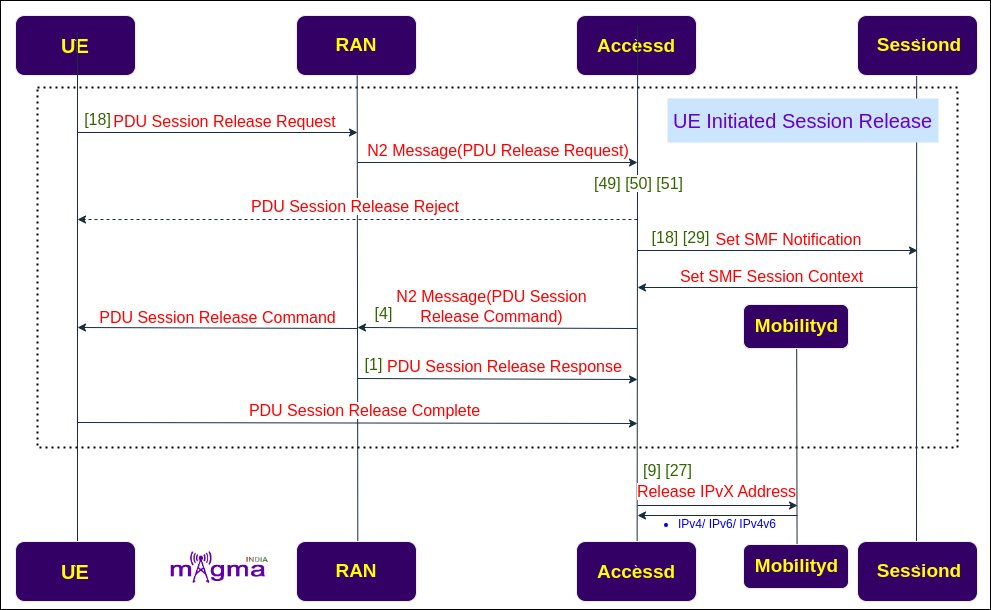 UE
RAN
Accessd
Sessiond
UE Initiated Session Release
[18] PDU Session Release Request
N2 Message(PDU Release Request)
[49] [50] [51]
PDU Session Release Reject
[18] [29] Set SMF Notification
Set SMF Session Context
N2 Message(PDU Session
Release Command)
[4]
PDU Session Release Command
Mobilityd
[1] PDU Session Release Response
PDU Session Release Complete
[9] [27]
Release IPvX Address
• IPv4/ IPv6/ IPv4v6
UE
INDIA
magma
RAN
Accessd
Mobilityd
Sessiond